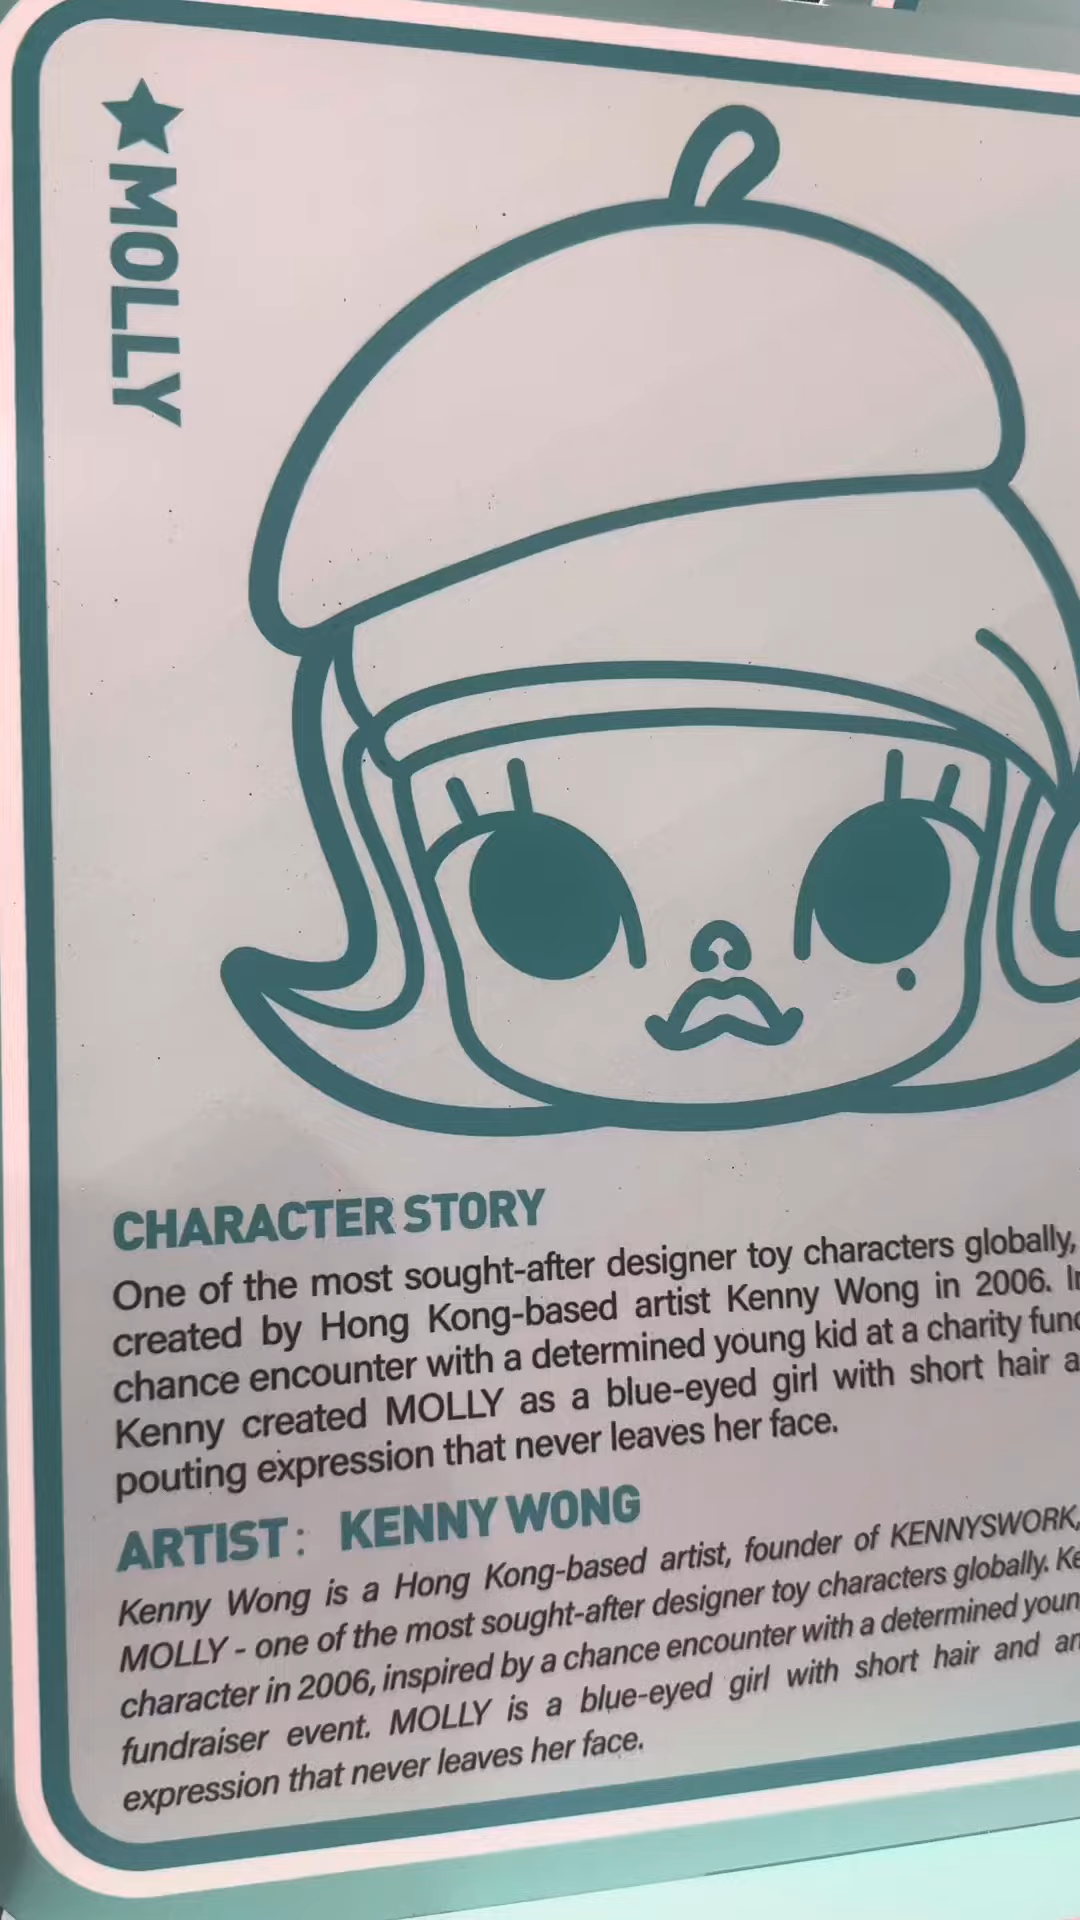 ★MOLLY
CHARACTER STORY
One of the most sought-after designer toy characters globally,
created by Hong Kong-based artist Kenny Wong in 2006.
chance encounter with a determined young kid at a charity
Kenny created MOLLY as a blue-eyed girl with short hair
pouting expression that never leaves her face.
ARTIST: KENNY WONG
Kenny Wong is a Hong Kong-based artist, founder of KENNYSWORK,
MOLLY - one of the most sought-after designer toy characters globally.
character in 2006, inspired by a chance encounter with a determined
fundraiser event. MOLLY is a blue-eyed girl with short hair and
expression that never leaves her face.